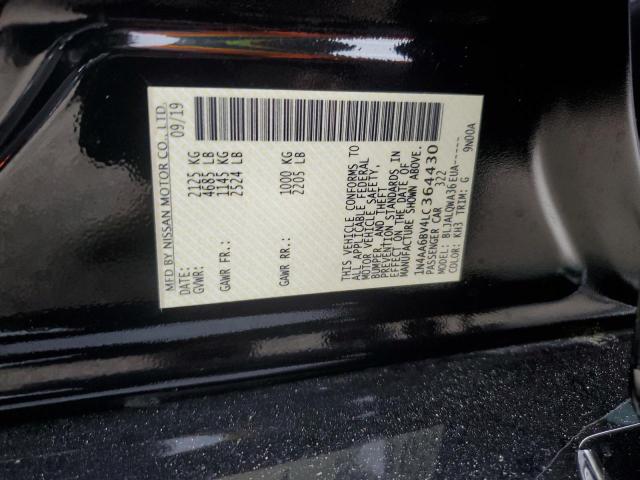 MFD BY NISSAN MOTOR CO., LTD.
DATE: 09/19
GVWR: 2125 KG
4685 LB
GAWR FR.: 1145 KG
2524 LB
GAWR RR.: 1000 KG
2205 LB
THIS VEHICLE CONFORMS TO
ALL APPLICABLE FEDERAL
MOTOR VEHICLE SAFETY,
BUMPER, AND THEFT
PREVENTION STANDARDS IN
EFFECT ON THE DATE OF
MANUFACTURE SHOWN ABOVE.
1N4AA6BV4LC364430
PASSENGER CAR 322
MODEL: BLJALQWA36EUA------
COLOR: KH3 TRIM: G 9N00A